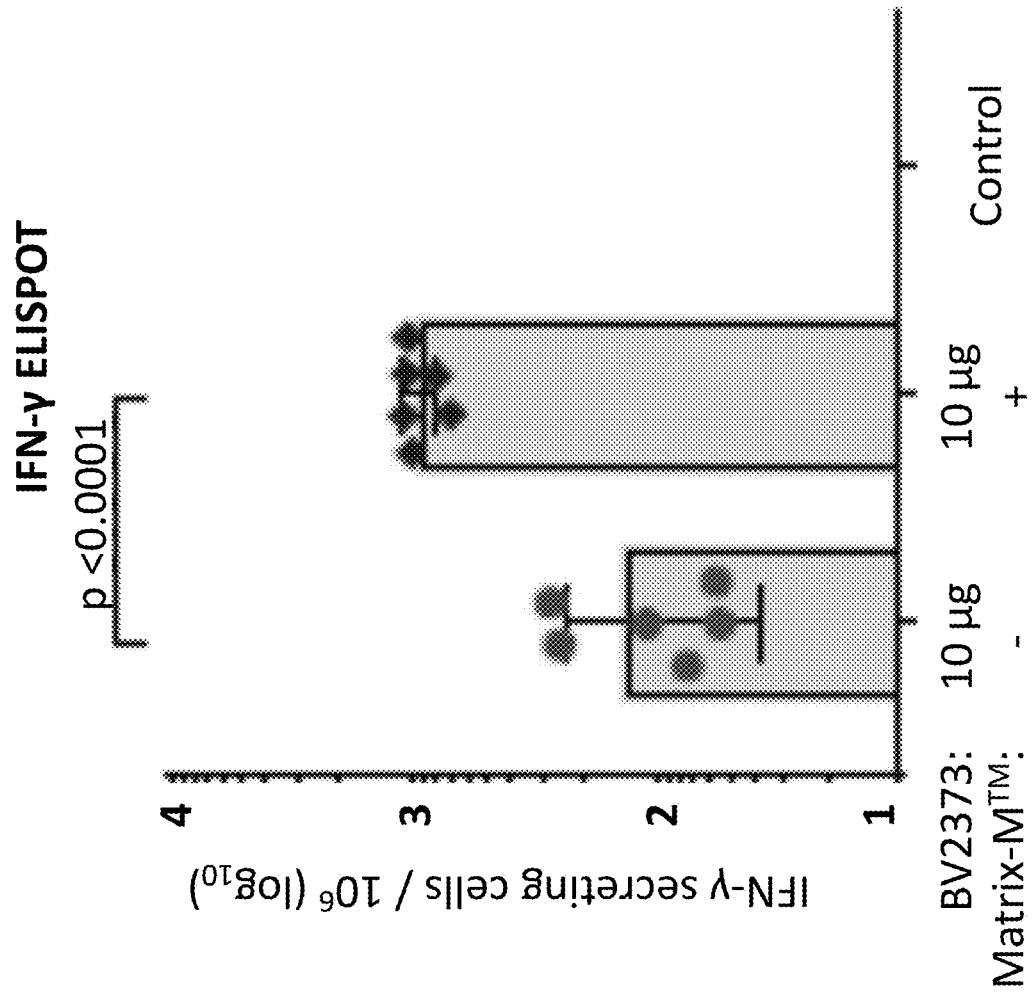 IFN-γ ELISPOT
p <0.0001
4
3
2
1
IFN-γ secreting cells / 10⁶ (log₁₀)
BV2373: 10 µg 10 µg Control
Matrix-M™: - +